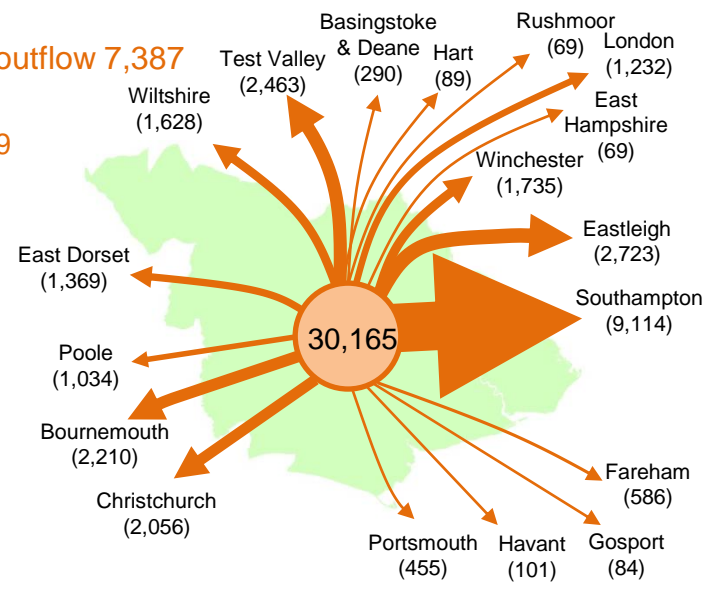 outflow 7,387
9
Basingstoke
& Deane
(290)
Rushmoor
(69)
London
(1,232)
Test Valley
(2,463)
Hart
(89)
Wiltshire
(1,628)
East
Hampshire
(69)
Winchester
(1,735)
Eastleigh
(2,723)
East Dorset
(1,369)
Southampton
(9,114)
30,165
Poole
(1,034)
Bournemouth
(2,210)
Christchurch
(2,056)
Fareham
(586)
Portsmouth
(455)
Havant
(101)
Gosport
(84)